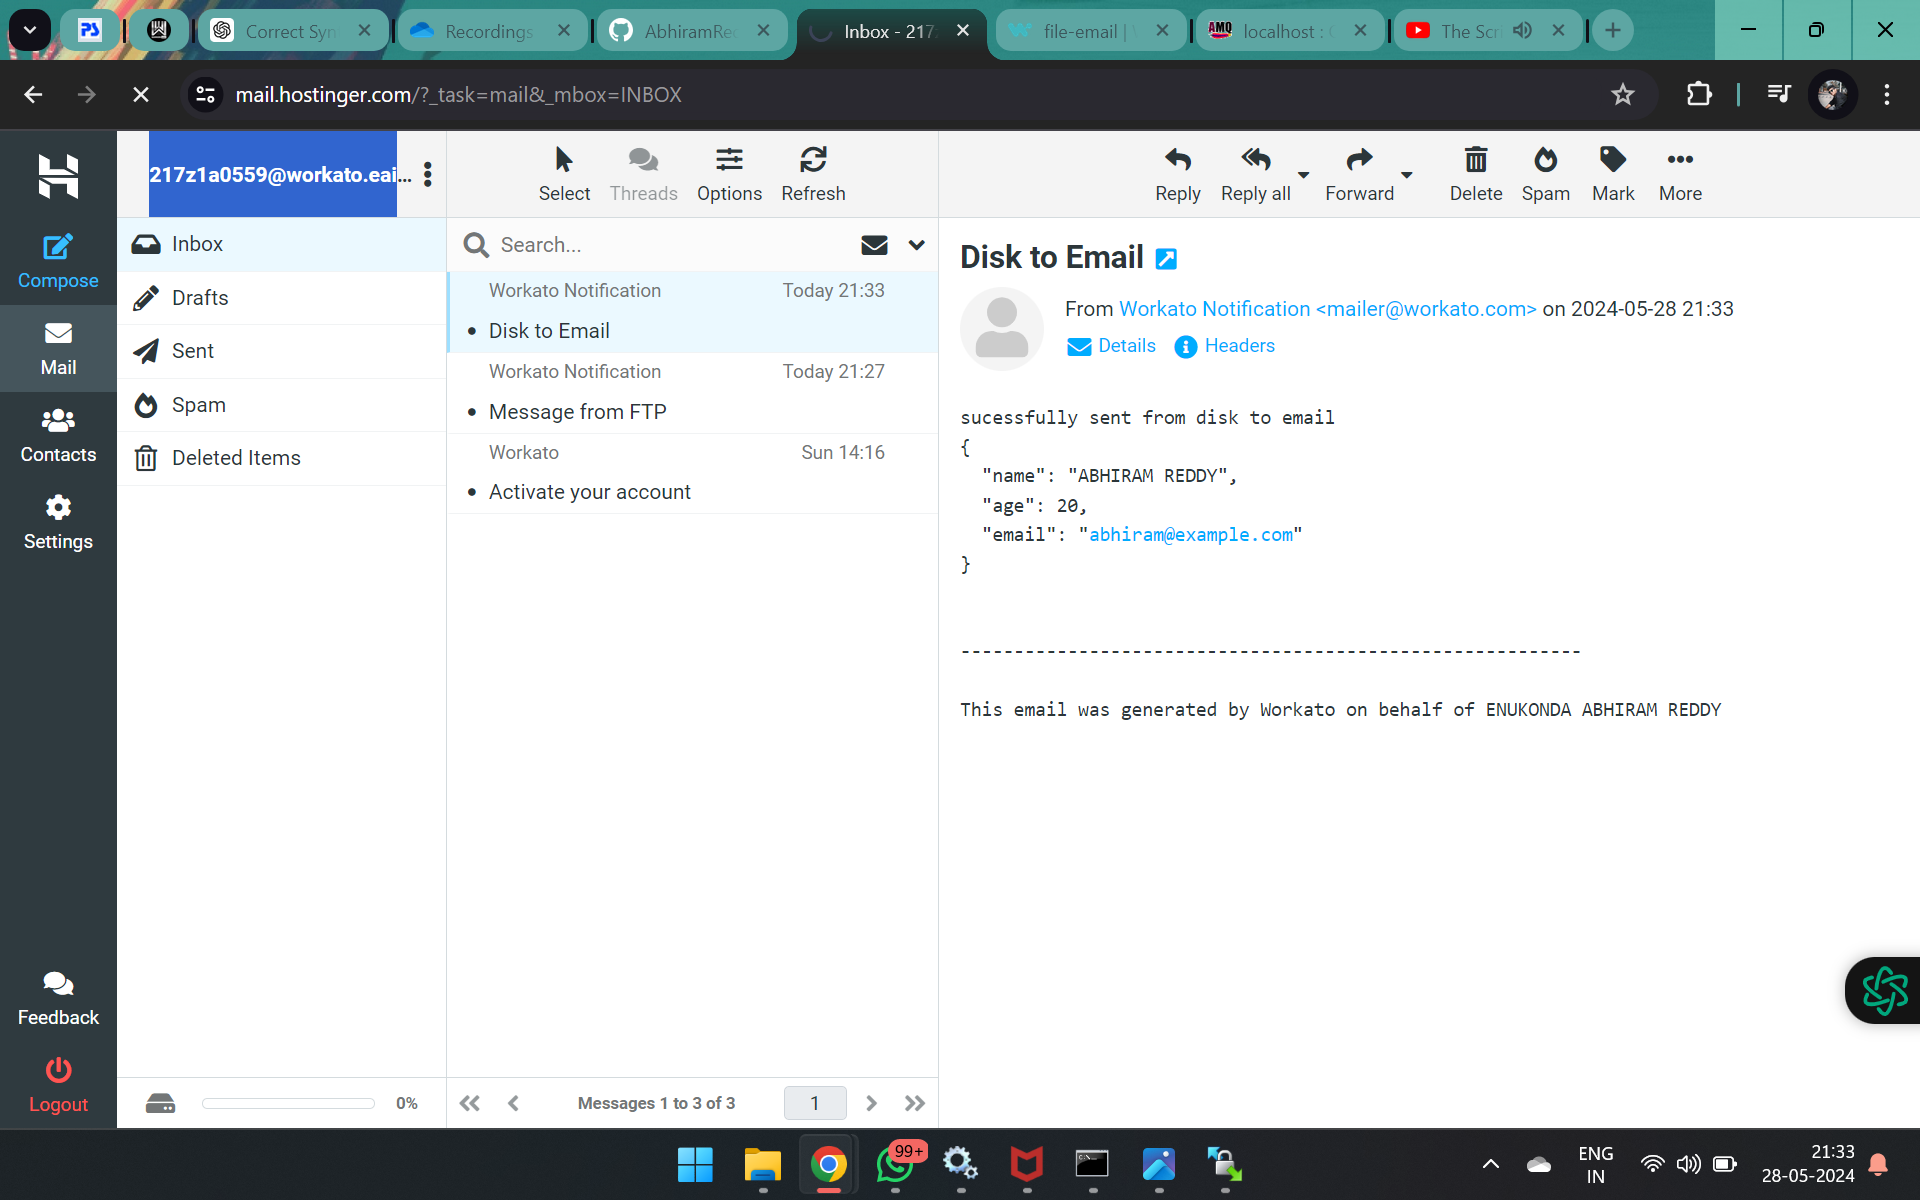 Correct Syn
Recordings
AbhiramRe
Inbox - 217
file-email |
AMQ
localhost :
The Scr
mail.hostinger.com/?_task=mail&_mbox=INBOX
217z1a0559@workato.eai...
Select
Threads
Options
Refresh
Reply
Reply all
Forward
Delete
Spam
Mark
More
Compose
Mail
Contacts
Settings
Feedback
Logout
Inbox
Drafts
Sent
Spam
Deleted Items
0%
Search...
Workato Notification Today 21:33
• Disk to Email
Workato Notification Today 21:27
• Message from FTP
Workato Sun 14:16
• Activate your account
Messages 1 to 3 of 3
1
Disk to Email
From Workato Notification <mailer@workato.com> on 2024-05-28 21:33
Details Headers
sucessfully sent from disk to email
{
"name": "ABHIRAM REDDY",
"age": 20,
"email": "abhiram@example.com"
}
----------------------------------------------------------
This email was generated by Workato on behalf of ENUKONDA ABHIRAM REDDY
99+
ENG
IN
21:33
28-05-2024